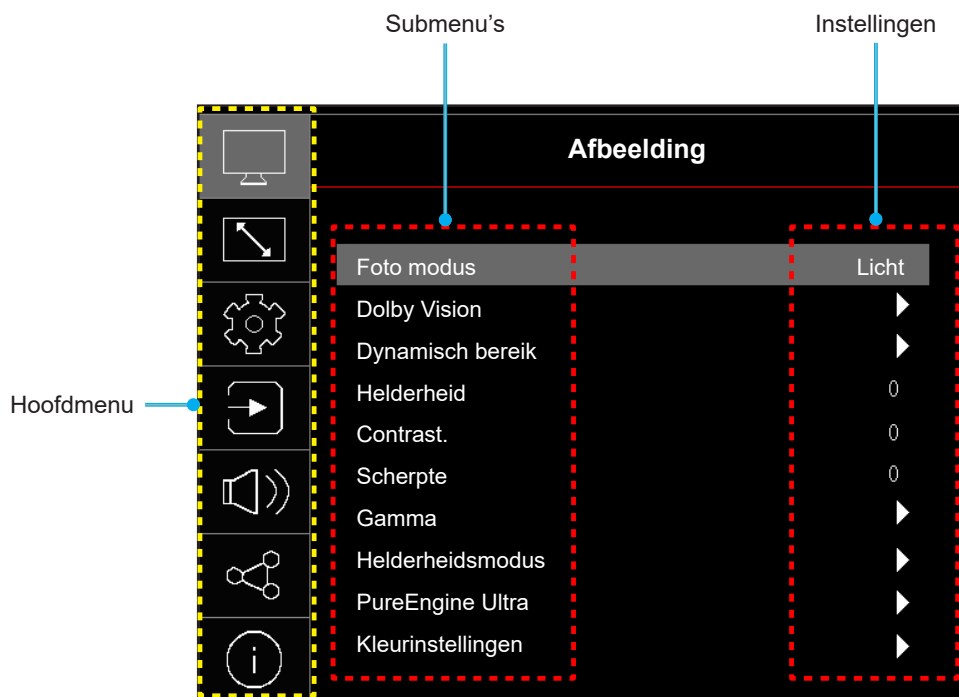 Submenu’s Instellingen
Afbeelding
Foto modus Licht
Dolby Vision
Dynamisch bereik
Helderheid 0
Hoofdmenu
Contrast. 0
Scherpte 0
Gamma
Helderheidsmodus
PureEngine Ultra
Kleurinstellingen
i